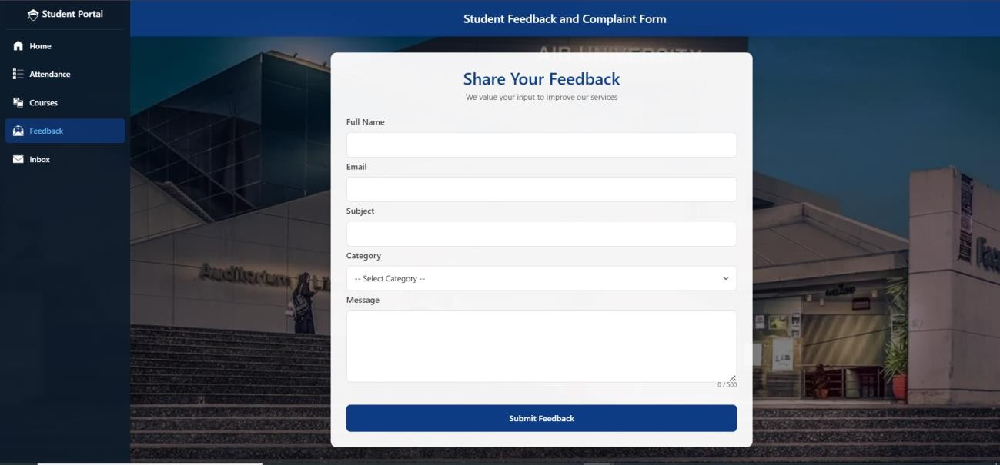 Student Portal
Home
Attendance
Courses
Feedback
Inbox
Student Feedback and Complaint Form
AIR UNIVERSITY
Share Your Feedback
We value your input to improve our services
Full Name
Email
Subject
Category
-- Select Category --
Message
0 / 500
Submit Feedback
Auditorium